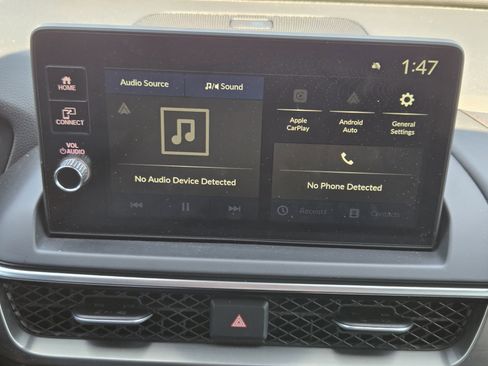 1:47
HOME
Audio Source
Sound
CONNECT
Apple
CarPlay
Android
Auto
General
Settings
VOL
AUDIO
No Audio Device Detected
No Phone Detected
Recents
Contacts